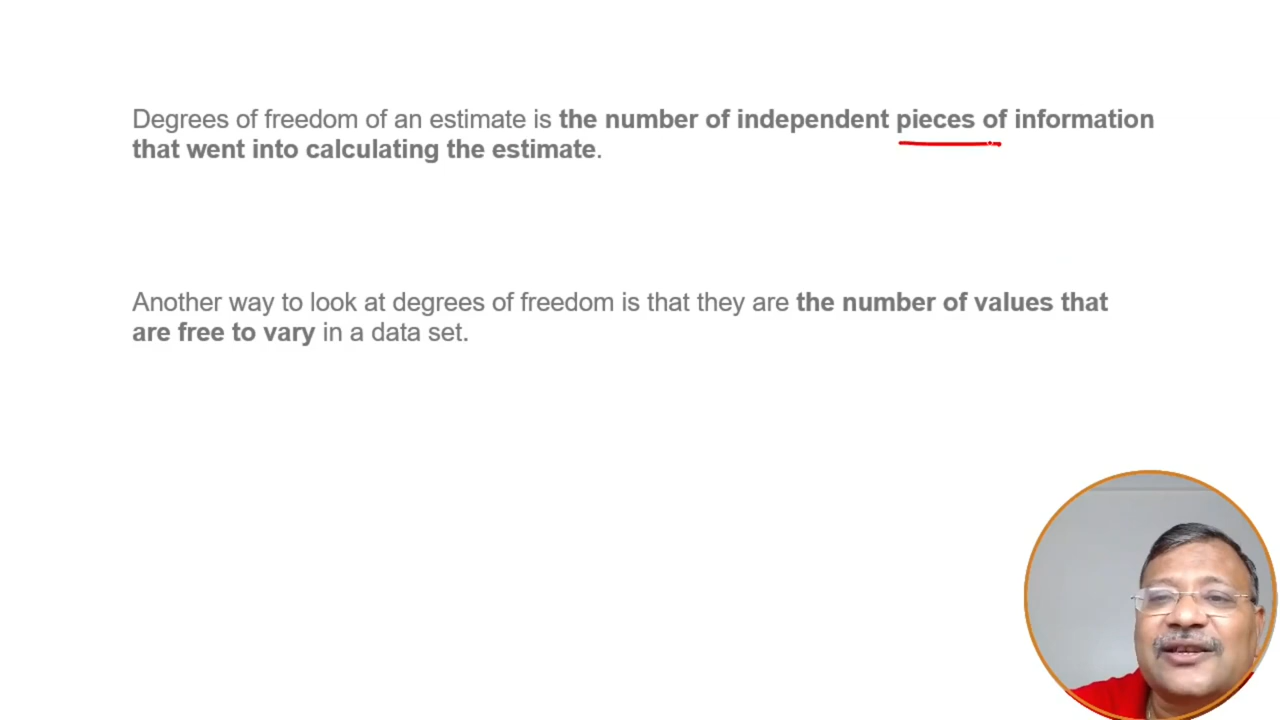 Degrees of freedom of an estimate is the number of independent pieces of information
that went into calculating the estimate.
Another way to look at degrees of freedom is that they are the number of values that
are free to vary in a data set.